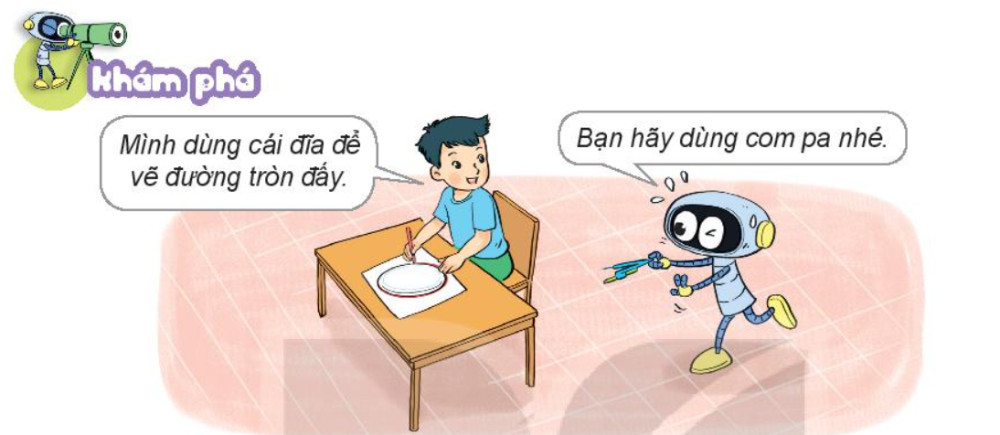 Khám phá
Mình dùng cái đĩa để
vẽ đường tròn đấy.
Bạn hãy dùng com pa nhé.